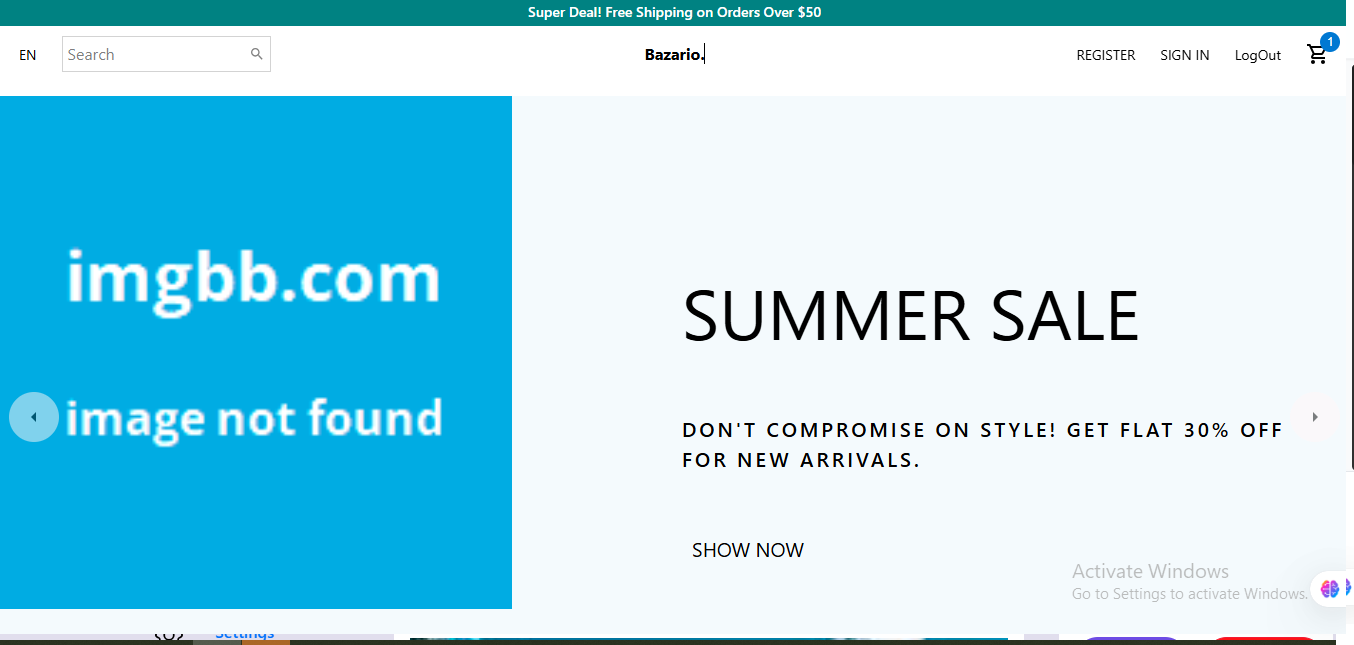 Super Deal! Free Shipping on Orders Over $50
EN
Search
Bazario.
REGISTER
SIGN IN
LogOut
1
imgbb.com
image not found
SUMMER SALE
DON'T COMPROMISE ON STYLE! GET FLAT 30% OFF
FOR NEW ARRIVALS.
SHOW NOW
Activate Windows
Go to Settings to activate Windows.
Settings